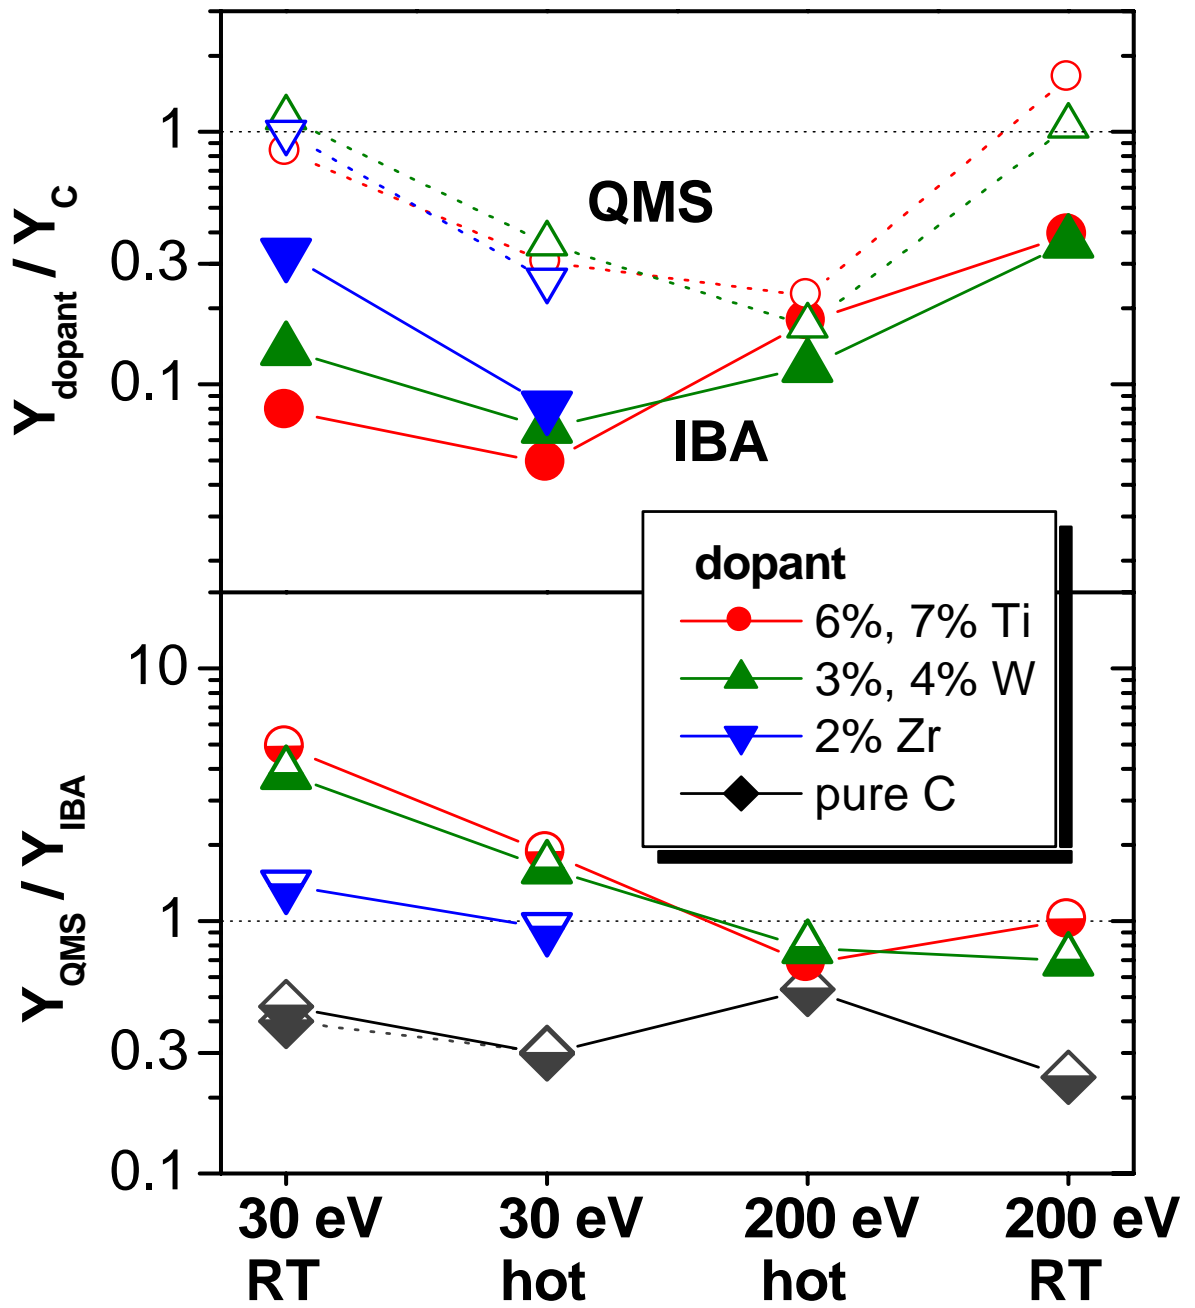 Y_dopant / Y_C
1
0.3
0.1
QMS
IBA
dopant
6%, 7% Ti
3%, 4% W
2% Zr
pure C
Y_QMS / Y_IBA
10
1
0.3
0.1
30 eV 30 eV 200 eV 200 eV
RT hot hot RT